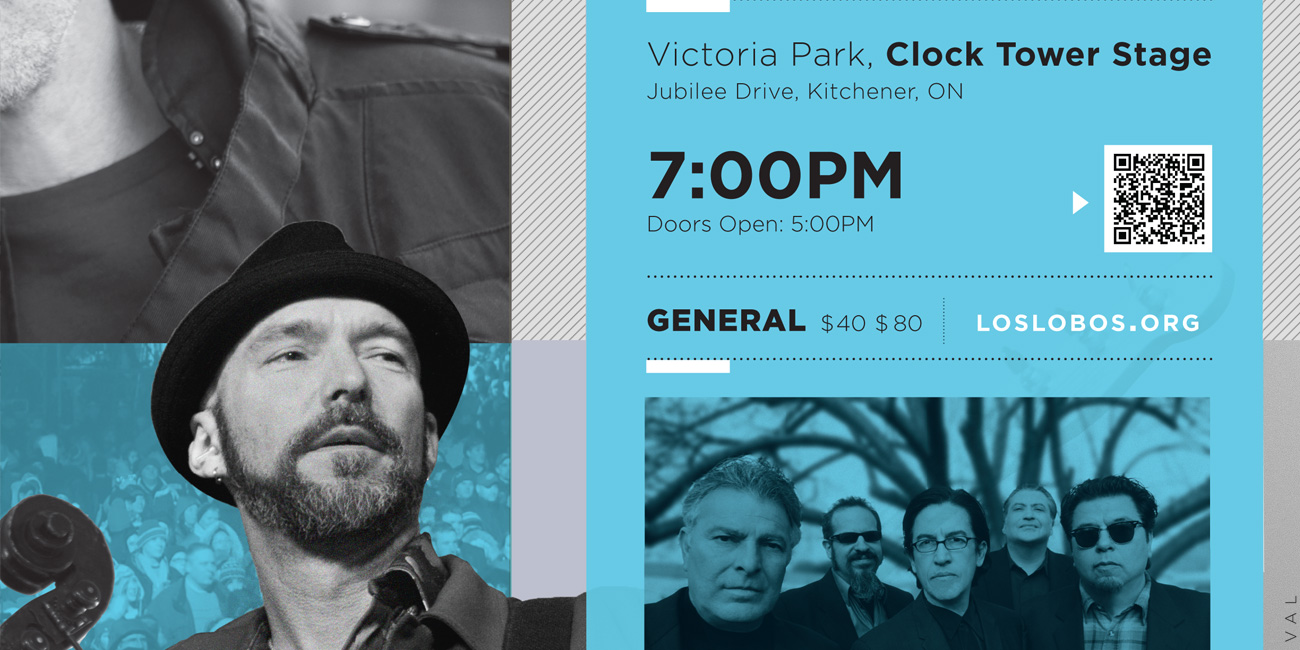 Victoria Park, Clock Tower Stage
Jubilee Drive, Kitchener, ON
7:00PM
Doors Open: 5:00PM
GENERAL $40 $80
LOSLOBOS.ORG
VAL